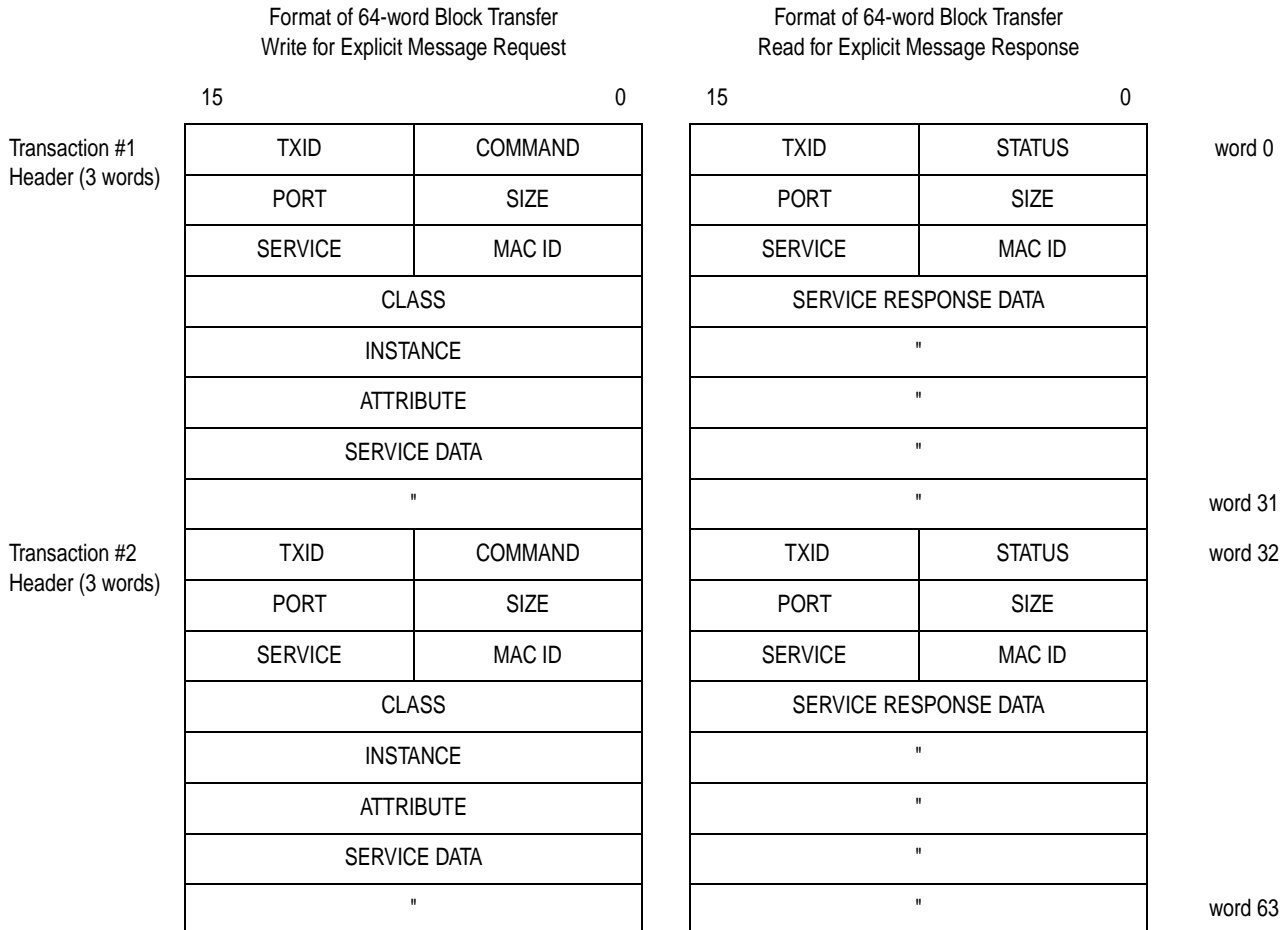 Format of 64-word Block Transfer
Write for Explicit Message Request
Format of 64-word Block Transfer
Read for Explicit Message Response
15 0 15 0
Transaction #1
Header (3 words)
TXID COMMAND TXID STATUS word 0
PORT SIZE PORT SIZE
SERVICE MAC ID SERVICE MAC ID
CLASS SERVICE RESPONSE DATA
INSTANCE "
ATTRIBUTE "
SERVICE DATA "
" " word 31
Transaction #2
Header (3 words)
TXID COMMAND TXID STATUS word 32
PORT SIZE PORT SIZE
SERVICE MAC ID SERVICE MAC ID
CLASS SERVICE RESPONSE DATA
INSTANCE "
ATTRIBUTE "
SERVICE DATA "
" " word 63